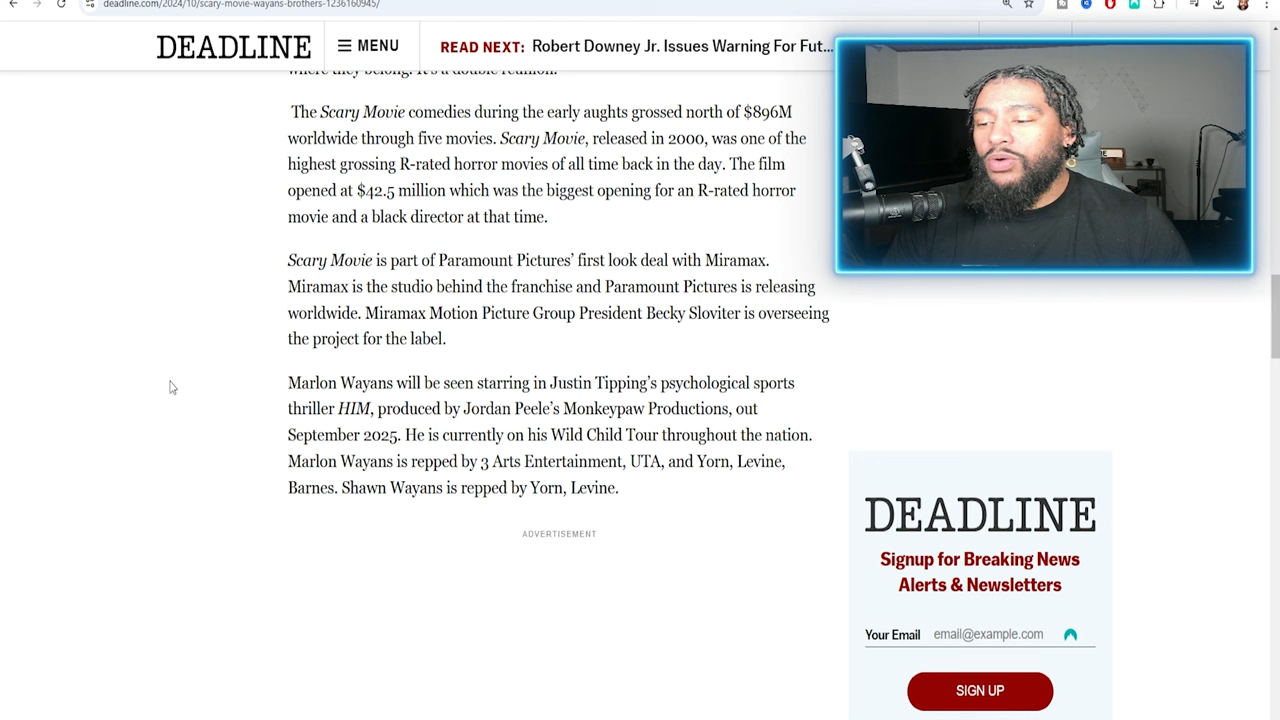 deadline.com/2024/10/scary-movie-wayans-brothers-1236160945/
DEADLINE
MENU
READ NEXT: Robert Downey Jr. Issues Warning For Fut...
where they belong. It's a double reunion.
The Scary Movie comedies during the early aughts grossed north of $896M
worldwide through five movies. Scary Movie, released in 2000, was one of the
highest grossing R-rated horror movies of all time back in the day. The film
opened at $42.5 million which was the biggest opening for an R-rated horror
movie and a black director at that time.
Scary Movie is part of Paramount Pictures' first look deal with Miramax.
Miramax is the studio behind the franchise and Paramount Pictures is releasing
worldwide. Miramax Motion Picture Group President Becky Sloviter is overseeing
the project for the label.
Marlon Wayans will be seen starring in Justin Tipping's psychological sports
thriller HIM, produced by Jordan Peele's Monkeypaw Productions, out
September 2025. He is currently on his Wild Child Tour throughout the nation.
Marlon Wayans is repped by 3 Arts Entertainment, UTA, and Yorn, Levine,
Barnes. Shawn Wayans is repped by Yorn, Levine.
ADVERTISEMENT
DEADLINE
Signup for Breaking News
Alerts & Newsletters
Your Email email@example.com
SIGN UP